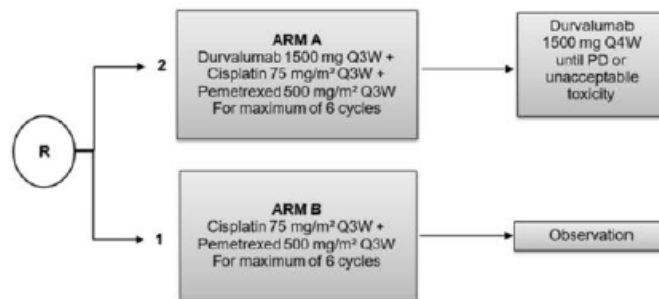 R
2
ARM A
Durvalumab 1500 mg Q3W +
Cisplatin 75 mg/m² Q3W +
Pemetrexed 500 mg/m² Q3W
For maximum of 6 cycles
Durvalumab
1500 mg Q4W
until PD or
unacceptable
toxicity
1
ARM B
Cisplatin 75 mg/m² Q3W +
Pemetrexed 500 mg/m² Q3W
For maximum of 6 cycles
Observation